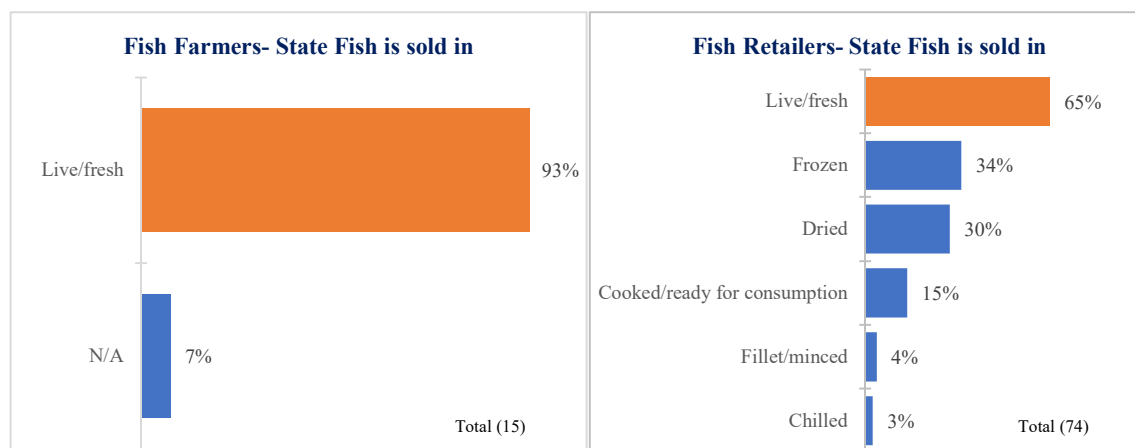 Fish Farmers- State Fish is sold in
Live/fresh
93%
N/A
7%
Total (15)
Fish Retailers- State Fish is sold in
Live/fresh
65%
Frozen
34%
Dried
30%
Cooked/ready for consumption
15%
Fillet/minced
4%
Chilled
3%
Total (74)